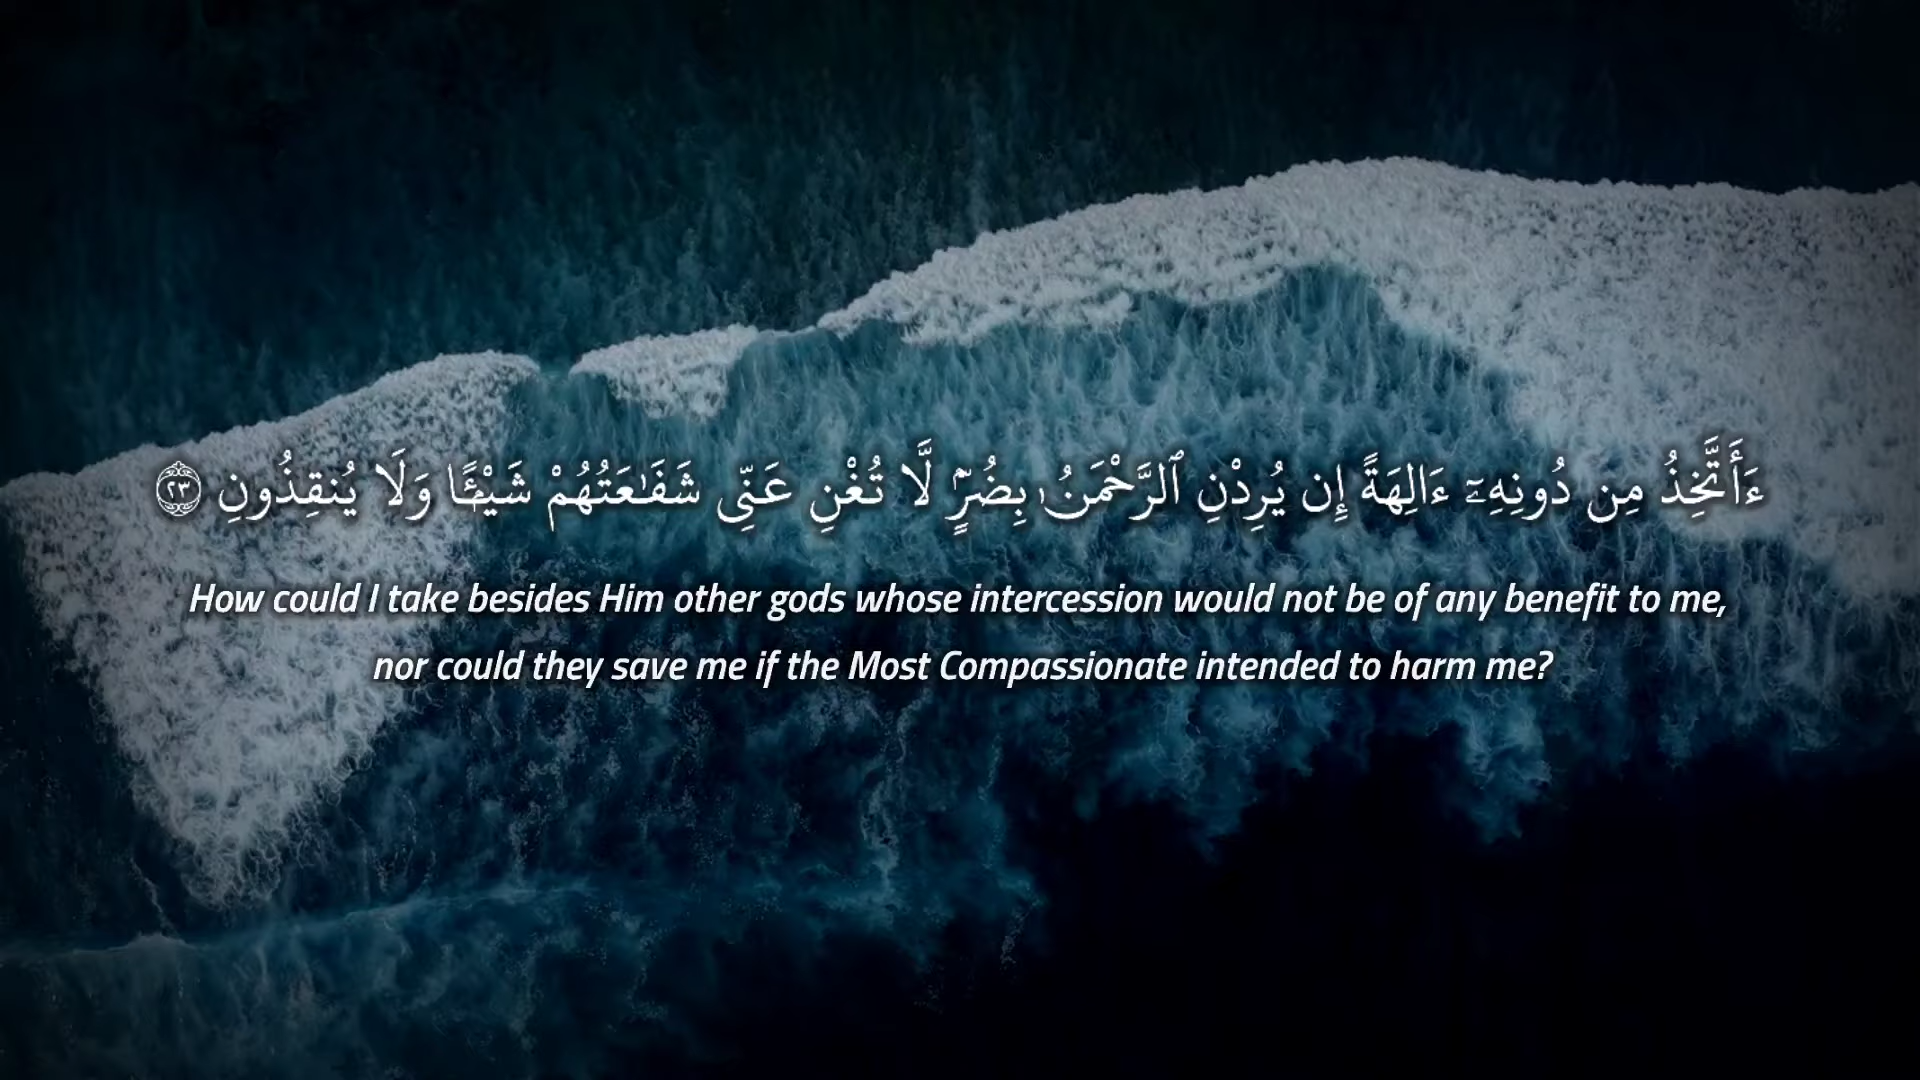 ءَأَتَّخِذُ مِن دُونِهِۦٓ ءَالِهَةً إِن يُرِدْنِ ٱلرَّحْمَٰنُ بِضُرٍّ لَّا تُغْنِ عَنِّى شَفَٰعَتُهُمْ شَيْـًٔا وَلَا يُنقِذُونِ ٢٣
How could I take besides Him other gods whose intercession would not be of any benefit to me,
nor could they save me if the Most Compassionate intended to harm me?